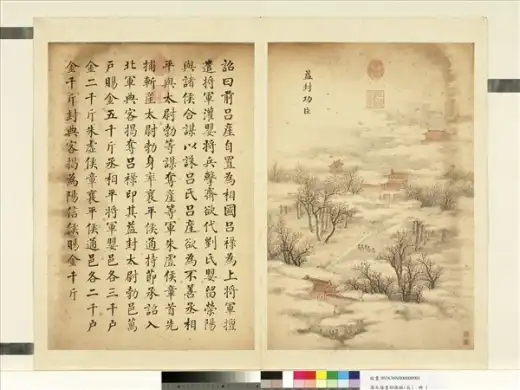 益封功臣
詔曰前呂產自置為相國呂祿為上將軍擅
遣將軍灌嬰將兵擊齊欲代劉氏嬰留滎陽
與諸侯合謀以誅呂氏呂產欲為不善丞相
平與太尉勃等謀奪產等軍朱虛侯章首先
捕斬產太尉勃身率襄平侯通持節承詔入
北軍典客揭奪呂祿印其益封太尉勃邑萬
戶賜金五千斤丞相平將軍嬰邑各三千戶
金二千斤朱虛侯章襄平侯通邑各二千戶
金千斤封典客揭為陽信侯賜金千斤